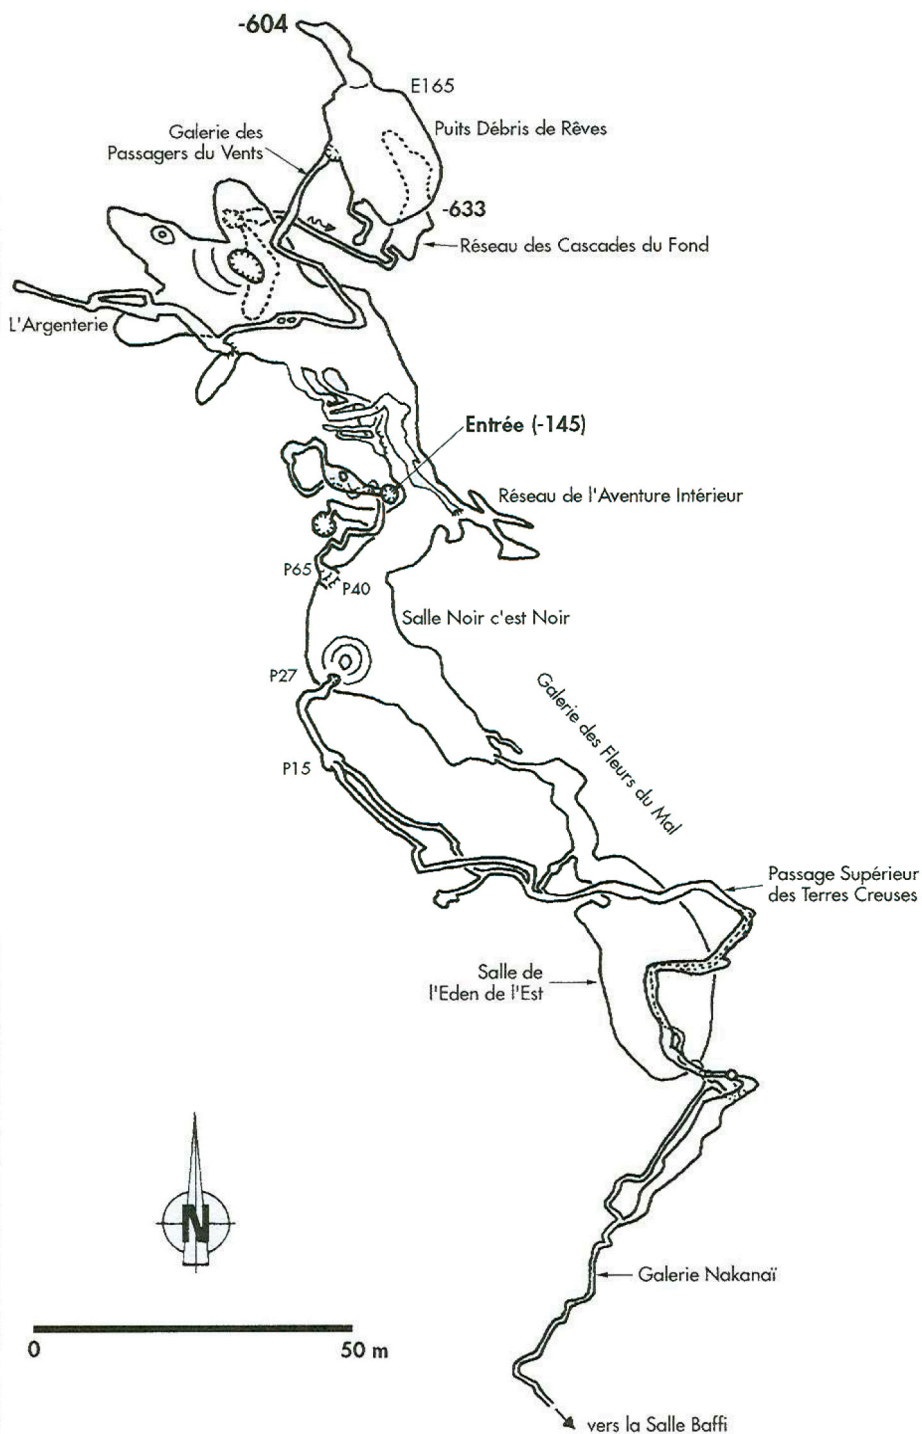 -604
E165
Puits Débris de Rêves
Galerie des
Passagers du Vents
-633
Réseau des Cascades du Fond
L'Argenterie
Entrée (-145)
Réseau de l'Aventure Intérieur
P65
P40
Salle Noir c'est Noir
P27
Galerie des Fleurs du Mal
P15
Passage Supérieur
des Terres Creuses
Salle de
l'Eden de l'Est
N
Galerie Nakanaï
0
50 m
vers la Salle Baffi